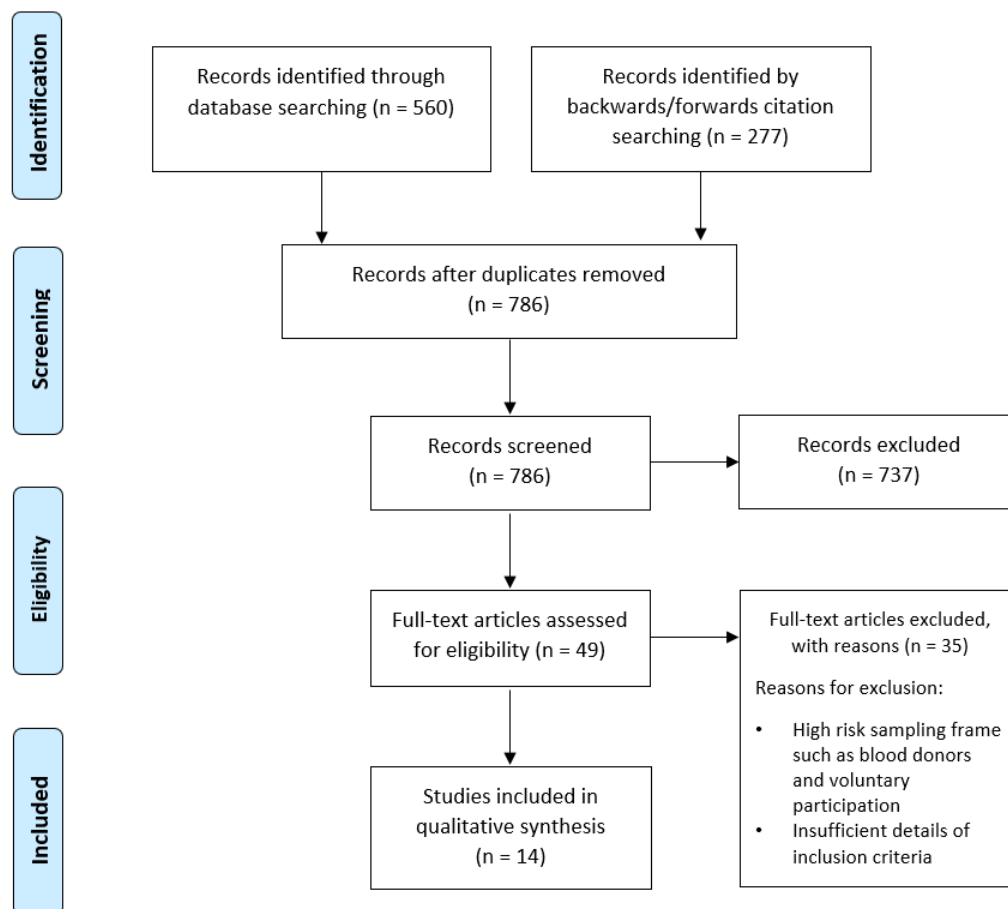 Identification
Records identified through
database searching (n = 560)
Records identified by
backwards/forwards citation
searching (n = 277)
Screening
Records after duplicates removed
(n = 786)
Records screened
(n = 786)
Records excluded
(n = 737)
Eligibility
Full-text articles assessed
for eligibility (n = 49)
Full-text articles excluded,
with reasons (n = 35)
Reasons for exclusion:
• High risk sampling frame
such as blood donors
and voluntary
participation
• Insufficient details of
inclusion criteria
Included
Studies included in
qualitative synthesis
(n = 14)